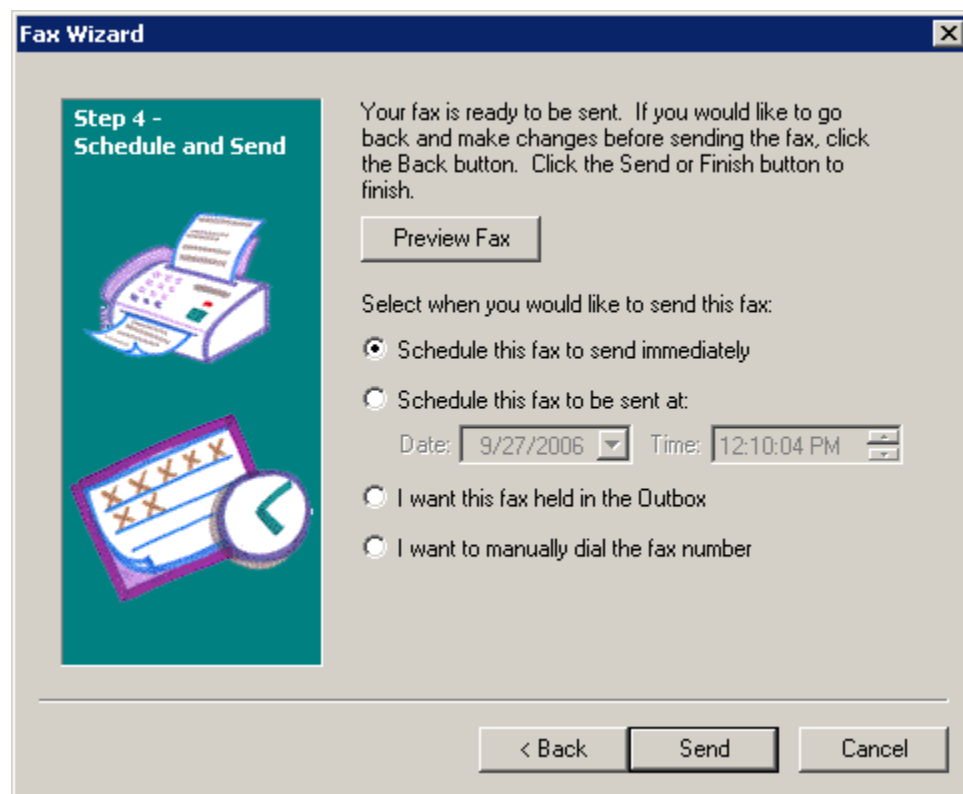 Fax Wizard
Step 4 -
Schedule and Send
Your fax is ready to be sent.  If you would like to go
back and make changes before sending the fax, click
the Back button.  Click the Send or Finish button to
finish.
Preview Fax
Select when you would like to send this fax:
Schedule this fax to send immediately
Schedule this fax to be sent at:
Date: 9/27/2006 Time: 12:10:04 PM
I want this fax held in the Outbox
I want to manually dial the fax number
< Back Send Cancel